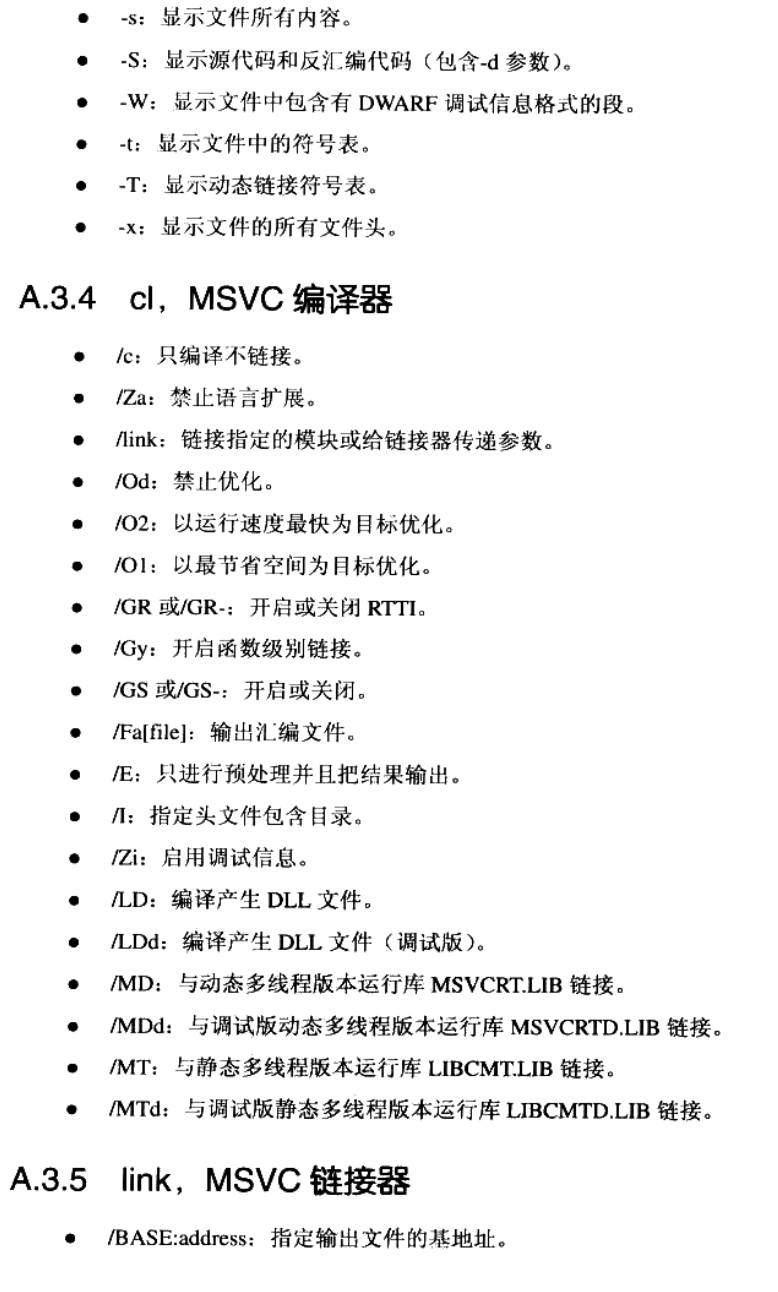 ● -s：显示文件所有内容。
● -S：显示源代码和反汇编代码（包含-d 参数）。
● -W：显示文件中包含有 DWARF 调试信息格式的段。
● -t：显示文件中的符号表。
● -T：显示动态链接符号表。
● -x：显示文件的所有文件头。
A.3.4 cl，MSVC 编译器
● /c：只编译不链接。
● /Za：禁止语言扩展。
● /link：链接指定的模块或给链接器传递参数。
● /Od：禁止优化。
● /O2：以运行速度最快为目标优化。
● /O1：以最节省空间为目标优化。
● /GR 或/GR-：开启或关闭 RTTI。
● /Gy：开启函数级别链接。
● /GS 或/GS-：开启或关闭。
● /Fa[file]：输出汇编文件。
● /E：只进行预处理并且把结果输出。
● /I：指定头文件包含目录。
● /Zi：启用调试信息。
● /LD：编译产生 DLL 文件。
● /LDd：编译产生 DLL 文件（调试版）。
● /MD：与动态多线程版本运行库 MSVCRT.LIB 链接。
● /MDd：与调试版动态多线程版本运行库 MSVCRTD.LIB 链接。
● /MT：与静态多线程版本运行库 LIBCMT.LIB 链接。
● /MTd：与调试版静态多线程版本运行库 LIBCMTD.LIB 链接。
A.3.5 link，MSVC 链接器
● /BASE:address：指定输出文件的基地址。